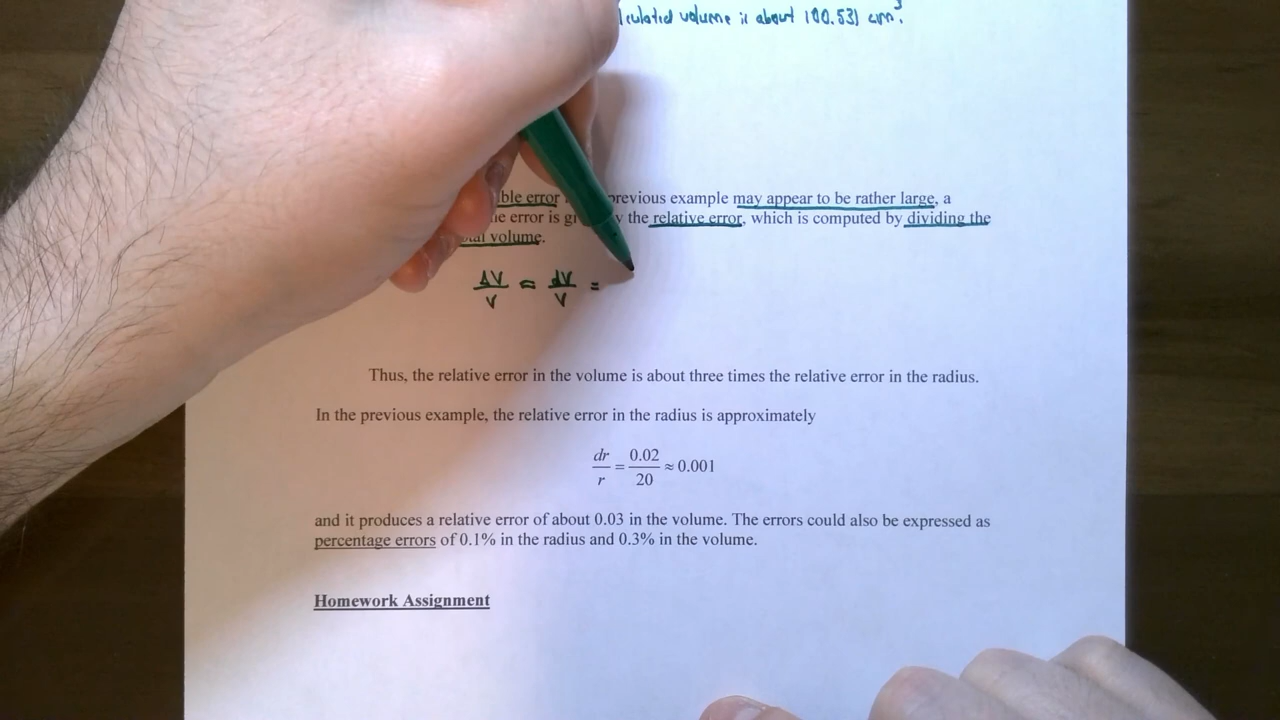 volume is about 100.531 cm³.
error previous example may appear to be rather large, a
error is the relative error, which is computed by dividing the
volume.
ΔV/V ≈ dV/V =
Thus, the relative error in the volume is about three times the relative error in the radius.
In the previous example, the relative error in the radius is approximately
dr/r = 0.02/20 ≈ 0.001
and it produces a relative error of about 0.03 in the volume. The errors could also be expressed as
percentage errors of 0.1% in the radius and 0.3% in the volume.
Homework Assignment